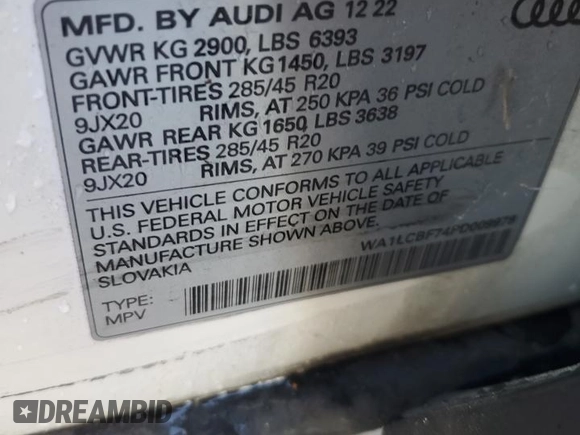 MFD. BY AUDI AG 12 22
GVWR KG 2900, LBS 6393
GAWR FRONT KG 1450, LBS 3197
FRONT-TIRES 285/45 R20
9JX20 RIMS, AT 250 KPA 36 PSI COLD
GAWR REAR KG 1650, LBS 3638
REAR-TIRES 285/45 R20
9JX20 RIMS, AT 270 KPA 39 PSI COLD
THIS VEHICLE CONFORMS TO ALL APPLICABLE
U.S. FEDERAL MOTOR VEHICLE SAFETY
STANDARDS IN EFFECT ON THE DATE OF
MANUFACTURE SHOWN ABOVE.
SLOVAKIA
TYPE:
MPV
DREAMBID